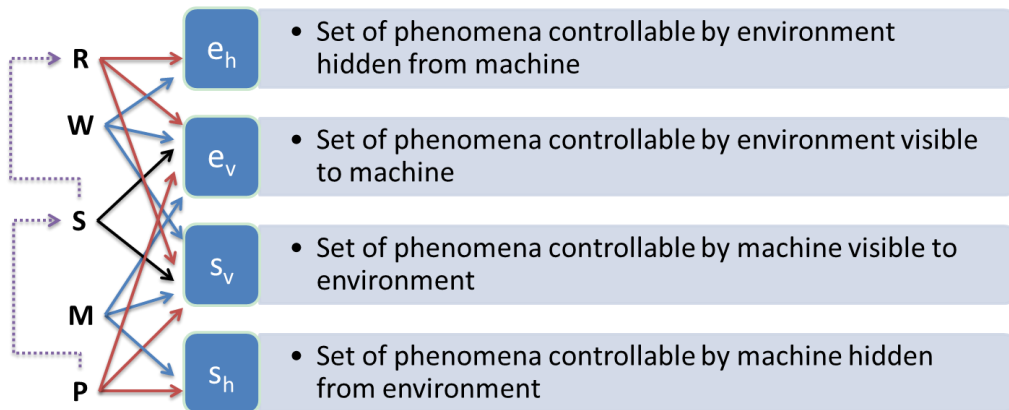 R
W
S
M
P
e_h
• Set of phenomena controllable by environment
hidden from machine
e_v
• Set of phenomena controllable by environment visible
to machine
s_v
• Set of phenomena controllable by machine visible to
environment
s_h
• Set of phenomena controllable by machine hidden
from environment